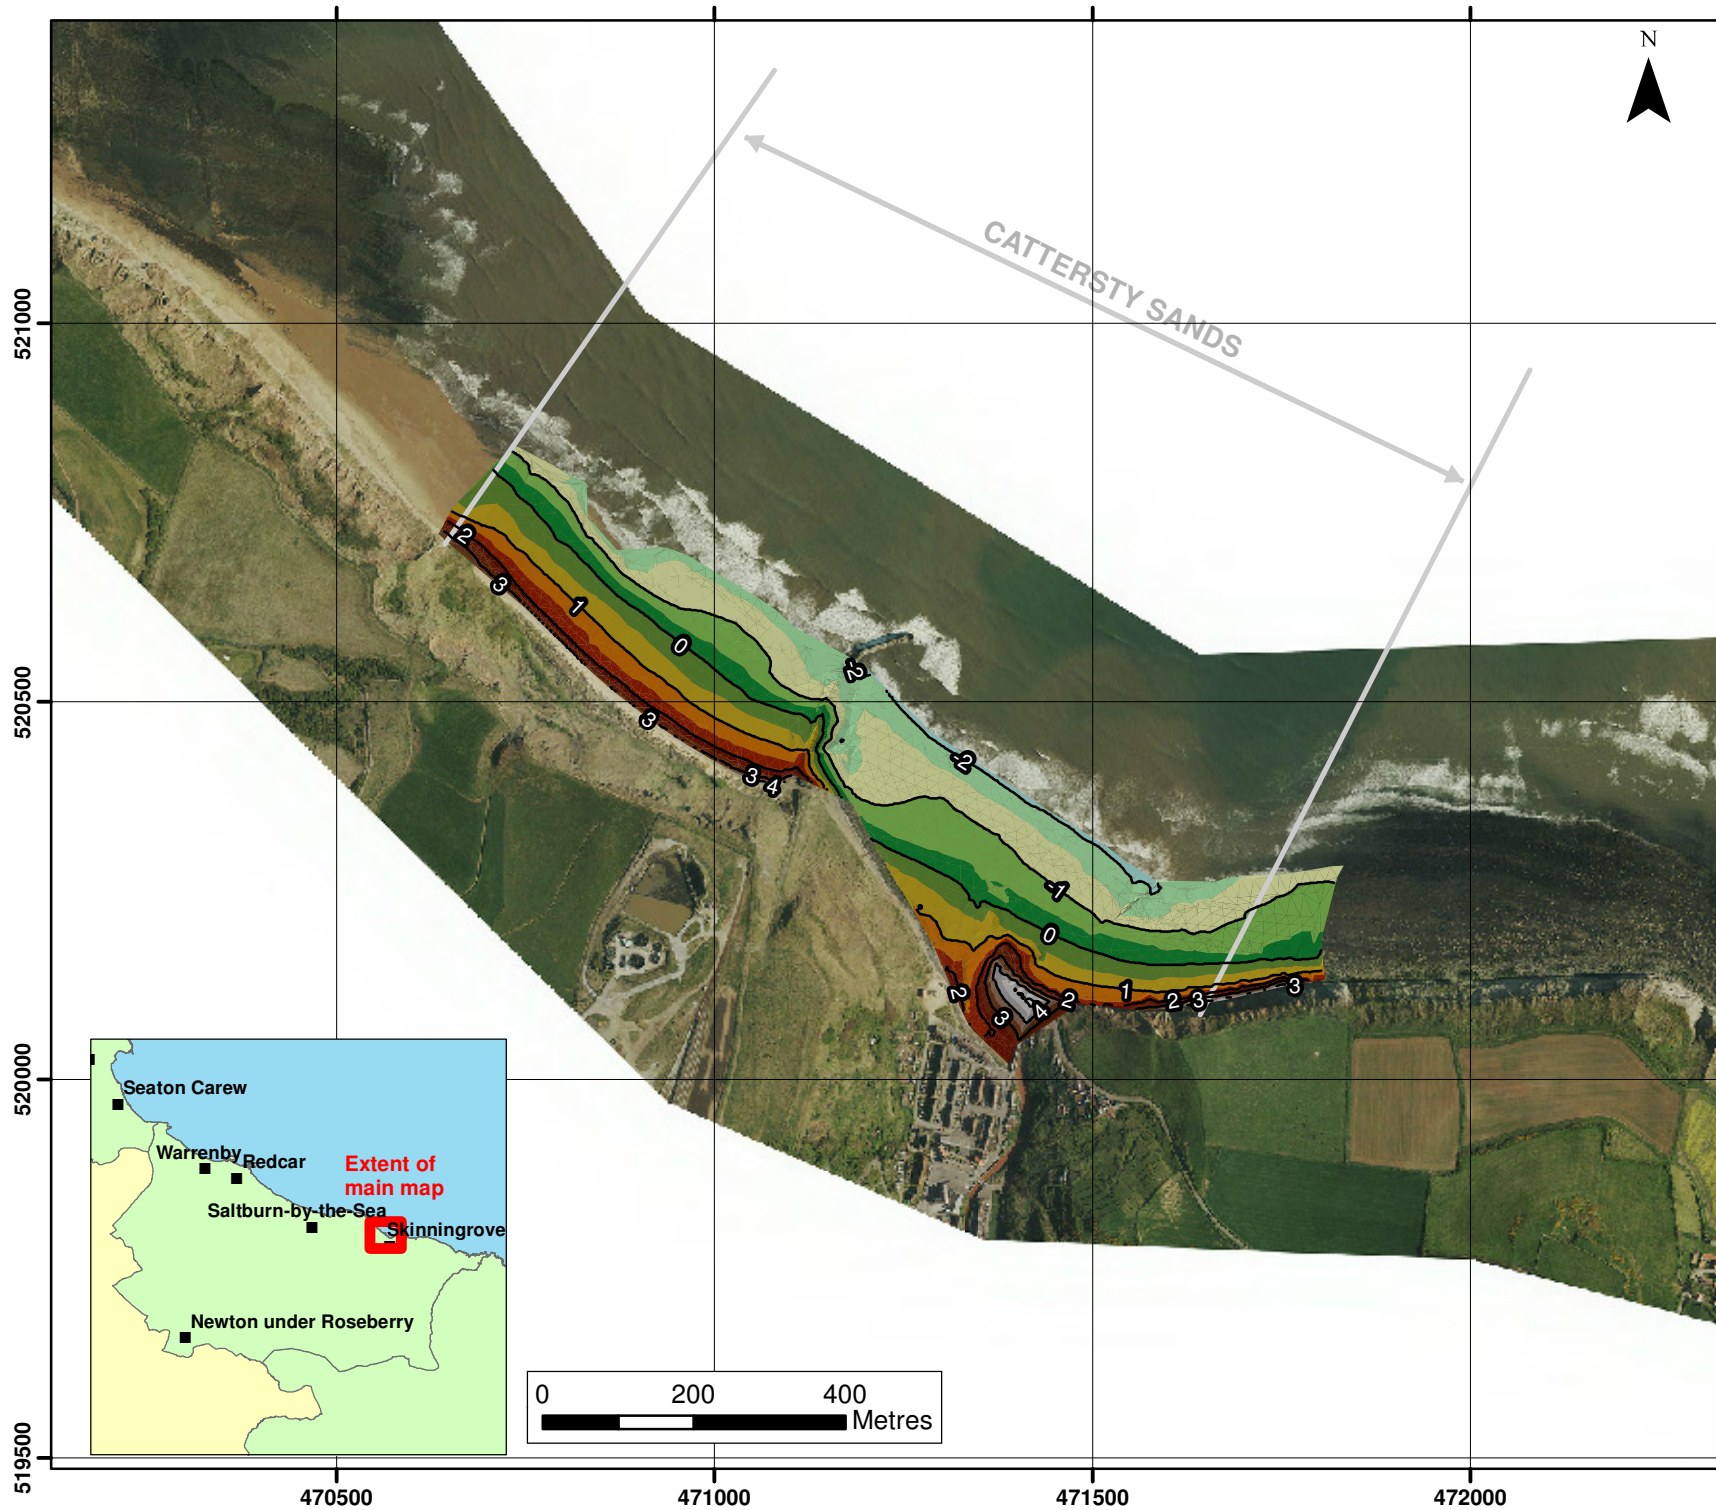 N
CATTERSTY SANDS
521000
520500
520000
519500
2
3
1
0
3
3
4
-2
-2
-1
0
1
2
3
3
2
2
3
4
Seaton Carew
Warrenby
Redcar
Extent of
main map
Saltburn-by-the-Sea
Skinningrove
Newton under Roseberry
0 200 400
Metres
470500 471000 471500 472000